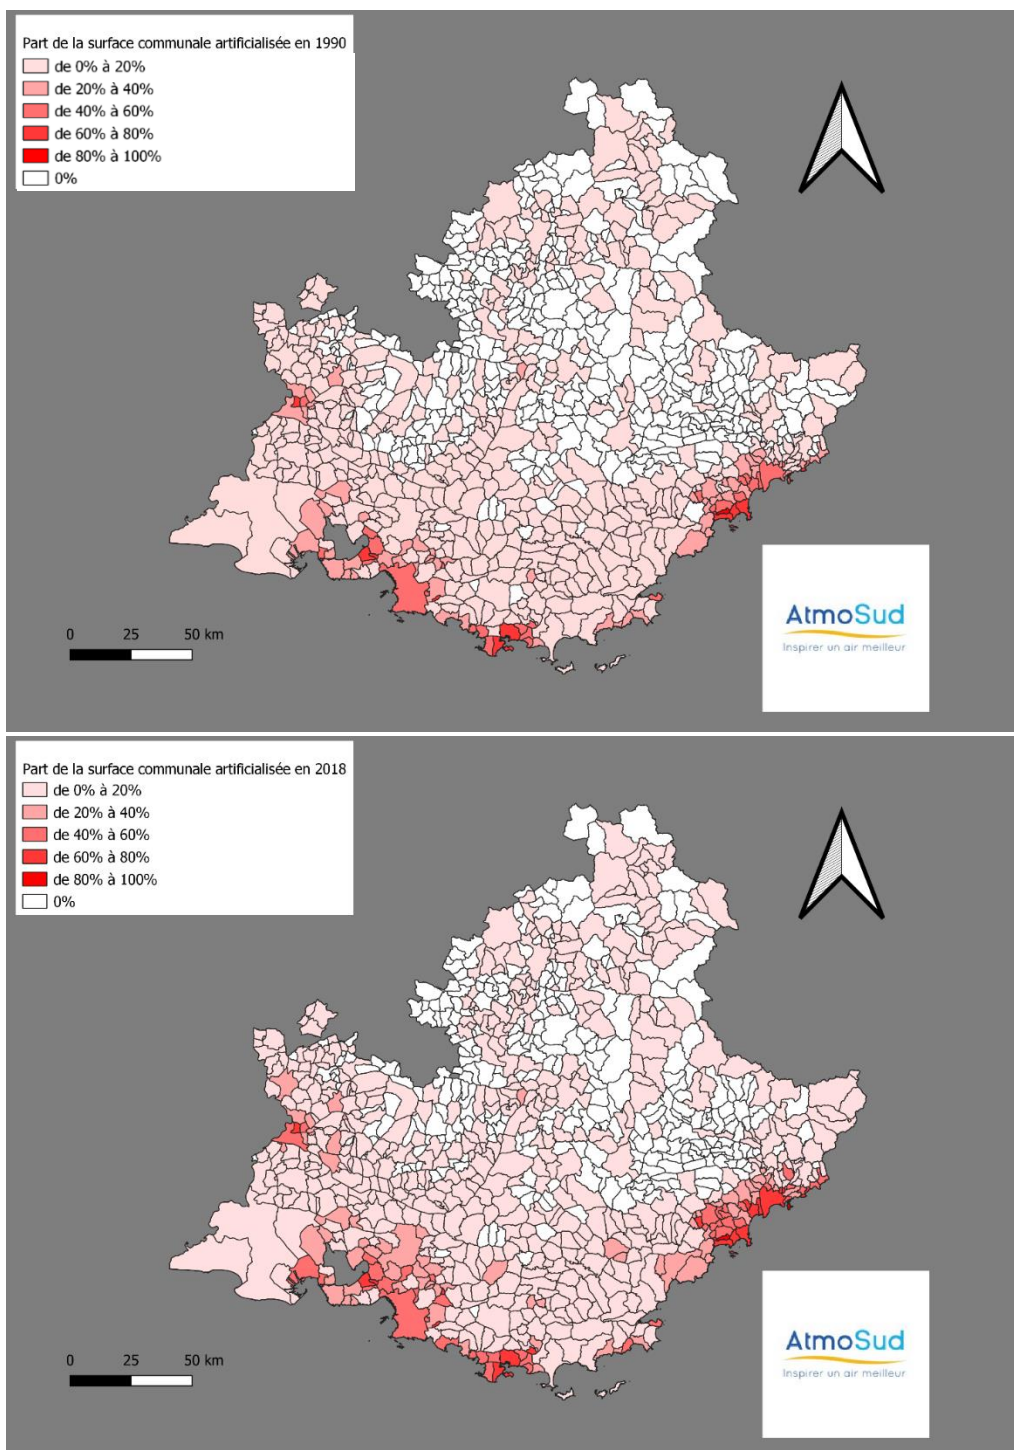 Part de la surface communale artificialisée en 1990
de 0% à 20%
de 20% à 40%
de 40% à 60%
de 60% à 80%
de 80% à 100%
0%
0 25 50 km
AtmoSud
Inspirer un air meilleur
Part de la surface communale artificialisée en 2018
de 0% à 20%
de 20% à 40%
de 40% à 60%
de 60% à 80%
de 80% à 100%
0%
0 25 50 km
AtmoSud
Inspirer un air meilleur